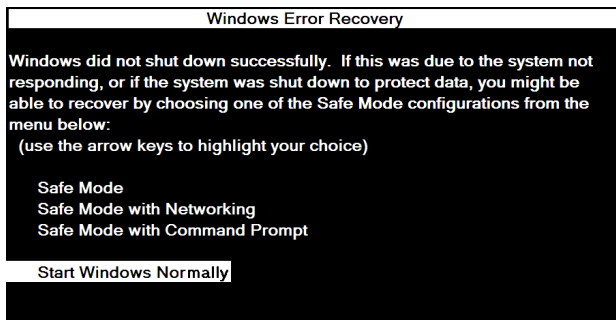 Windows Error Recovery
Windows did not shut down successfully.  If this was due to the system not
responding, or if the system was shut down to protect data, you might be
able to recover by choosing one of the Safe Mode configurations from the
menu below:
(use the arrow keys to highlight your choice)
Safe Mode
Safe Mode with Networking
Safe Mode with Command Prompt
Start Windows Normally